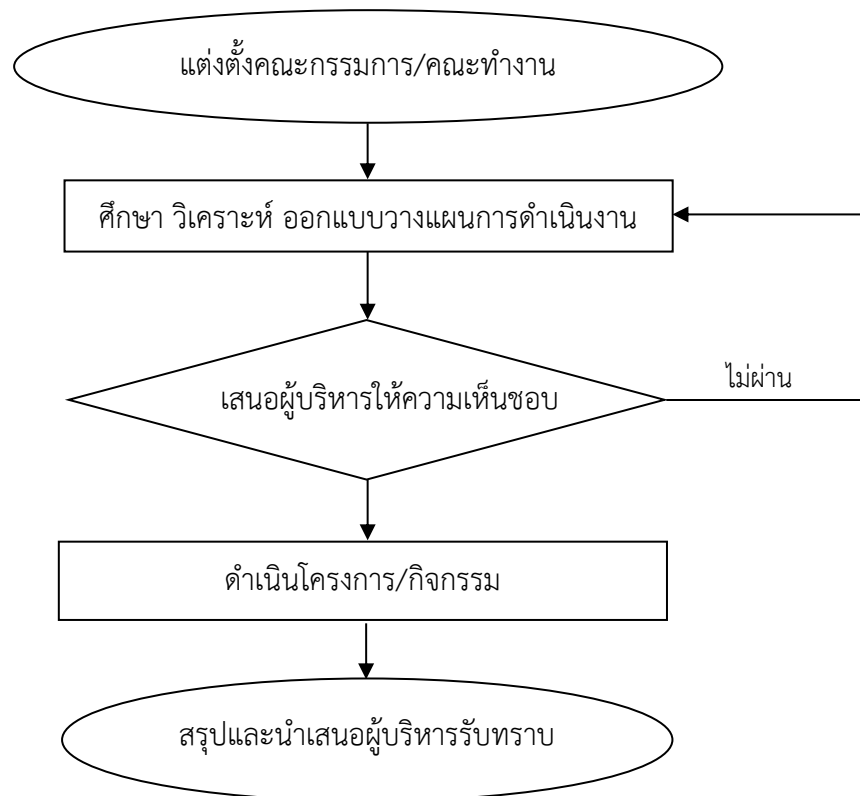 แต่งตั้งคณะกรรมการ/คณะทำงาน
ศึกษา วิเคราะห์ ออกแบบวางแผนการดำเนินงาน
เสนอผู้บริหารให้ความเห็นชอบ
ไม่ผ่าน
ดำเนินโครงการ/กิจกรรม
สรุปและนำเสนอผู้บริหารรับทราบ